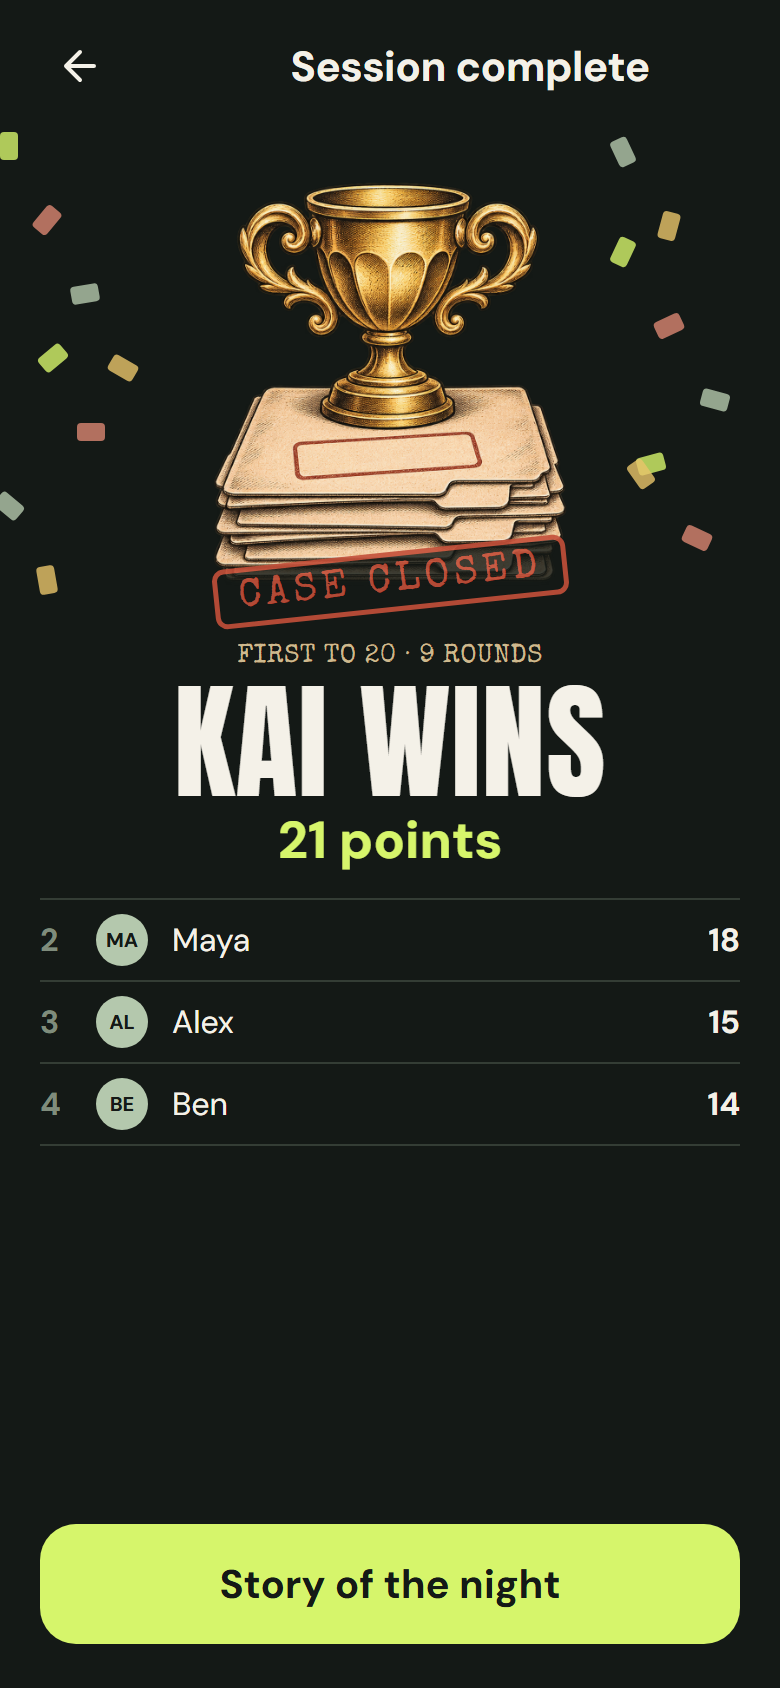 Session complete
CASE CLOSED
FIRST TO 20 · 9 ROUNDS
KAI WINS
21 points
2 MA Maya 18
3 AL Alex 15
4 BE Ben 14
Story of the night